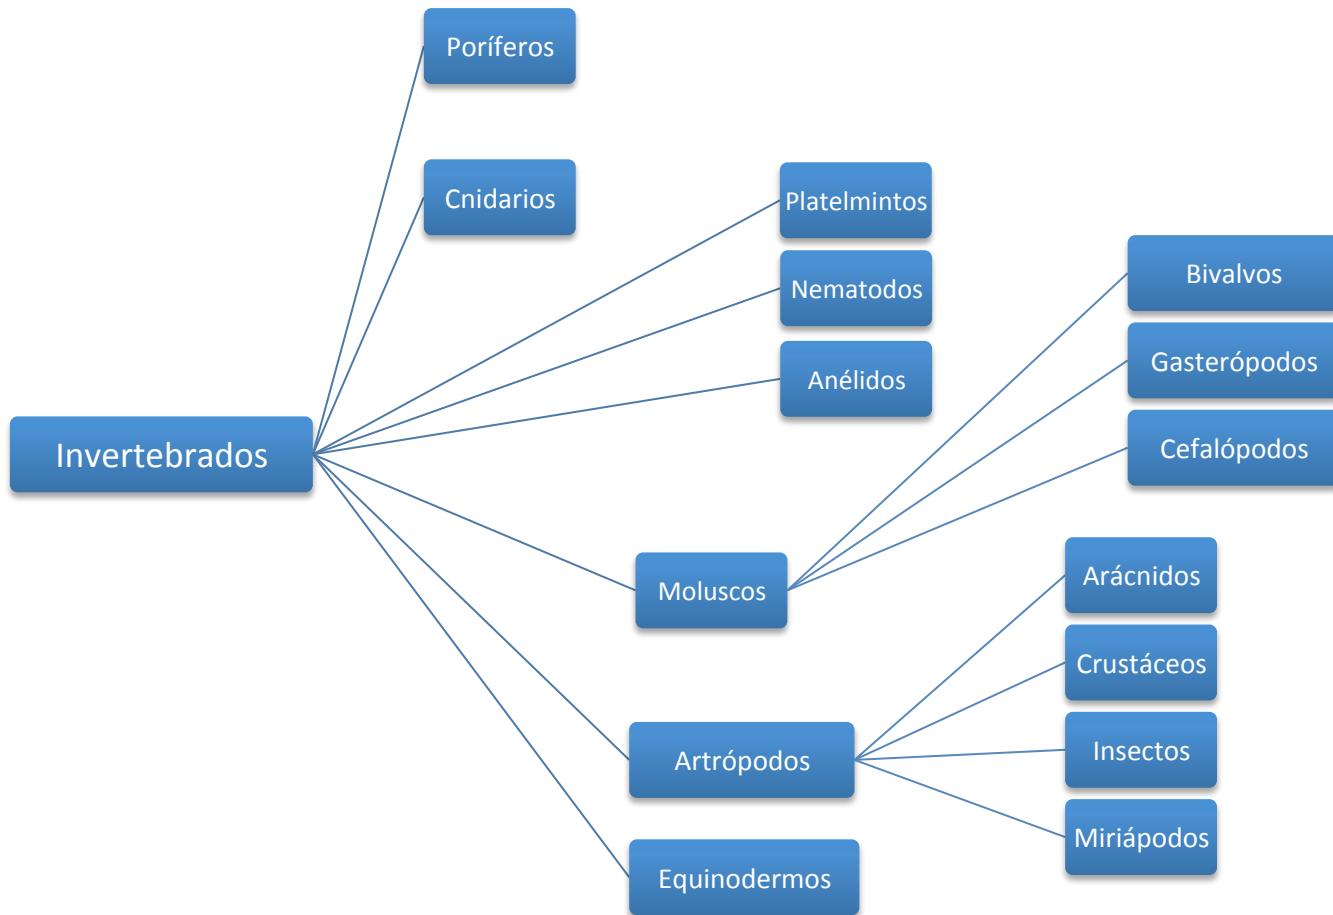 Poríferos
Cnidarios
Platelmintos
Nematodos
Anélidos
Bivalvos
Gasterópodos
Cefalópodos
Invertebrados
Moluscos
Arácnidos
Crustáceos
Insectos
Miriápodos
Artrópodos
Equinodermos